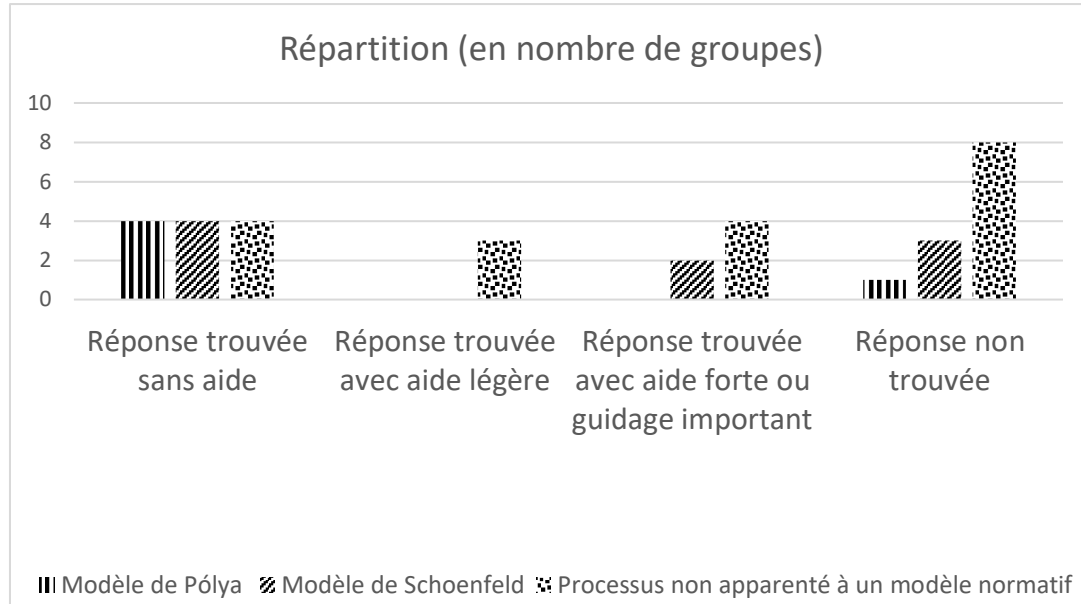 Répartition (en nombre de groupes)
10
8
6
4
2
0
Réponse trouvée sans aide
Réponse trouvée avec aide légère
Réponse trouvée avec aide forte ou guidage important
Réponse non trouvée
Modèle de Pólya
Modèle de Schoenfeld
Processus non apparenté à un modèle normatif